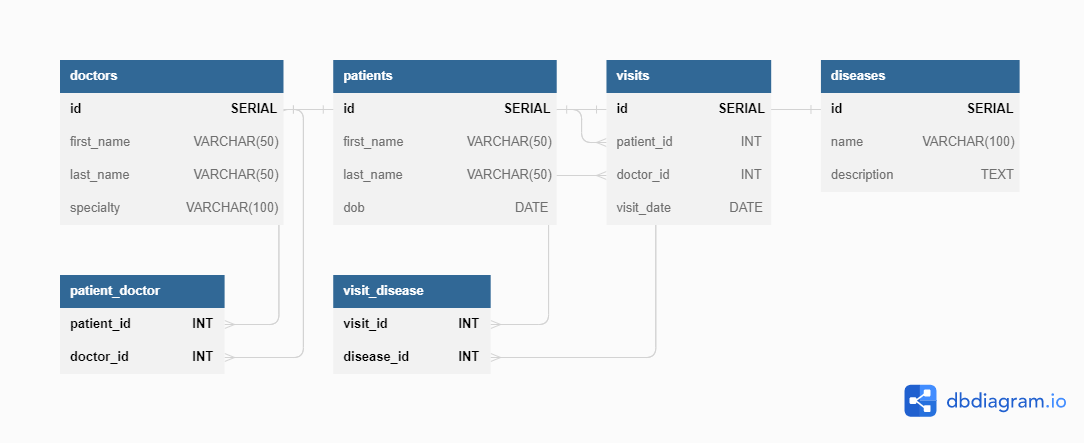 doctors
id SERIAL
first_name VARCHAR(50)
last_name VARCHAR(50)
specialty VARCHAR(100)
patients
id SERIAL
first_name VARCHAR(50)
last_name VARCHAR(50)
dob DATE
visits
id SERIAL
patient_id INT
doctor_id INT
visit_date DATE
diseases
id SERIAL
name VARCHAR(100)
description TEXT
patient_doctor
patient_id INT
doctor_id INT
visit_disease
visit_id INT
disease_id INT
dbdiagram.io